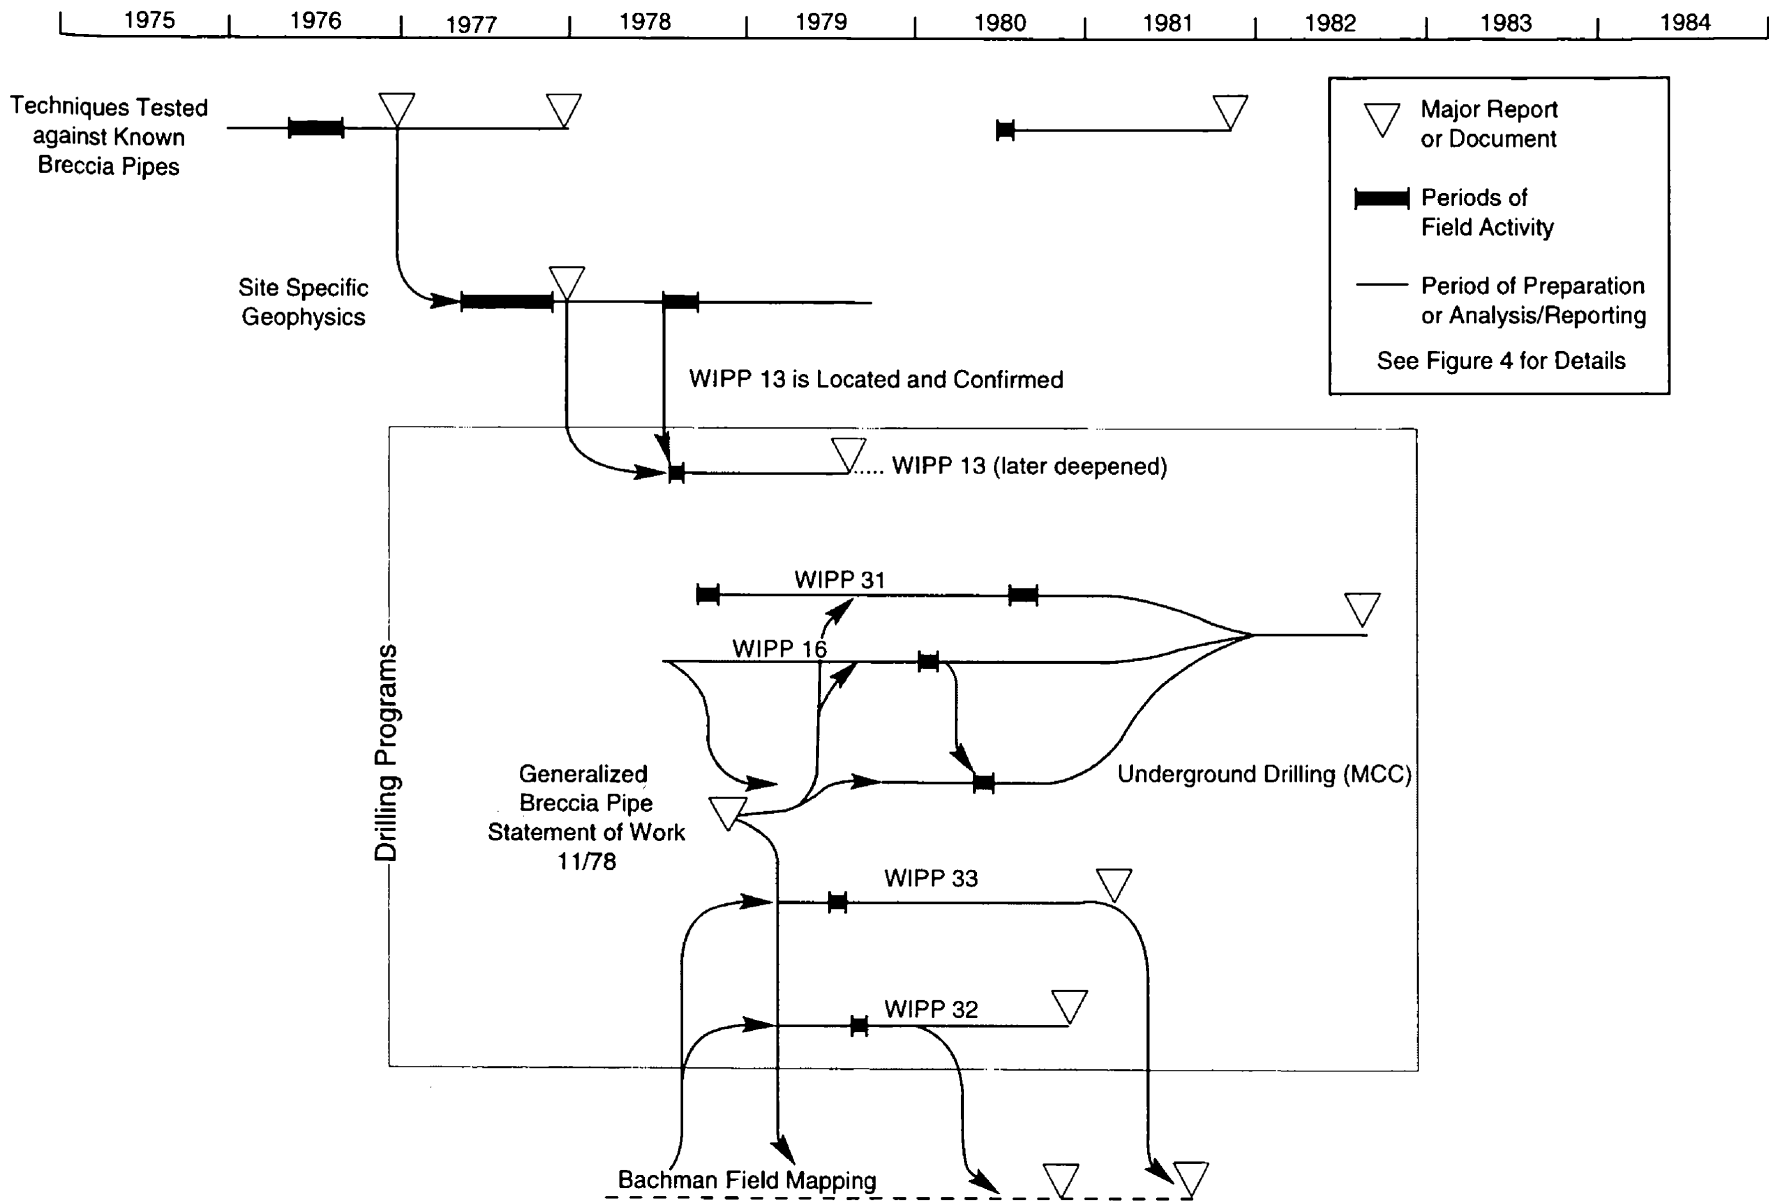 1975 1976 1977 1978 1979 1980 1981 1982 1983 1984
Techniques Tested
against Known
Breccia Pipes
Major Report
or Document
Periods of
Field Activity
Period of Preparation
or Analysis/Reporting
See Figure 4 for Details
Site Specific
Geophysics
WIPP 13 is Located and Confirmed
WIPP 13 (later deepened)
Drilling Programs
WIPP 31
WIPP 16
Generalized
Breccia Pipe
Statement of Work
11/78
Underground Drilling (MCC)
WIPP 33
WIPP 32
Bachman Field Mapping